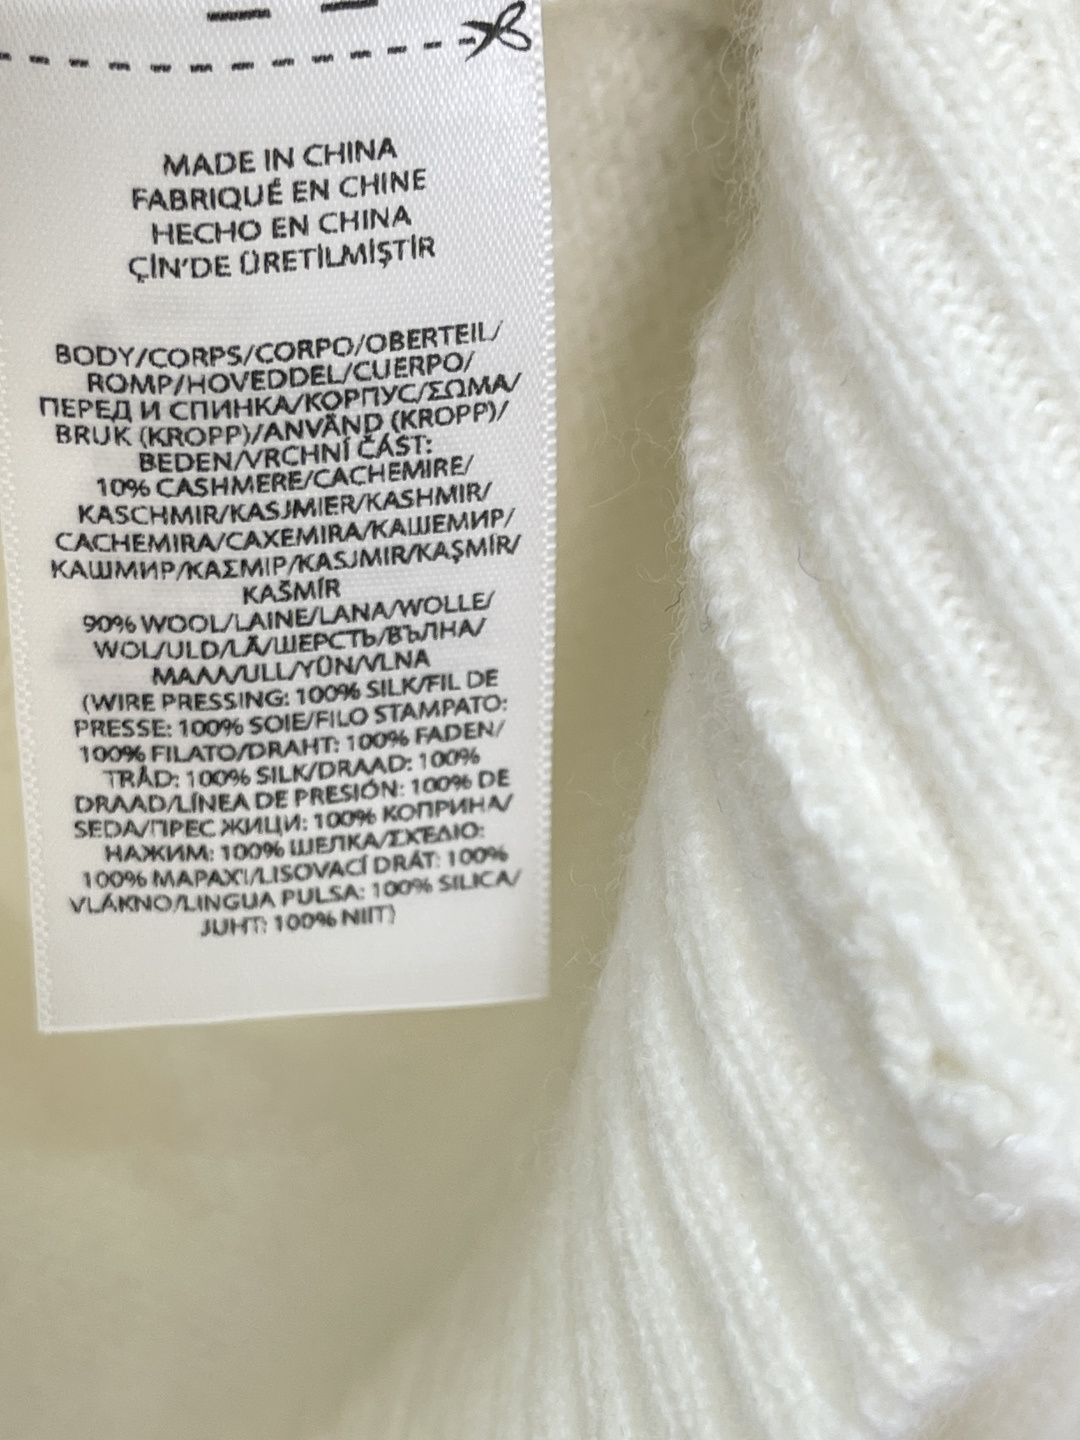 MADE IN CHINA
FABRIQUÉ EN CHINE
HECHO EN CHINA
ÇİN'DE ÜRETİLMİŞTİR
BODY/CORPS/CORPO/OBERTEIL/
ROMP/HOVEDDEL/CUERPO/
ПЕРЕД И СПИНКА/КОРПУС/ΣΩΜΑ/
BRUK (KROPP)/ANVÄND (KROPP)/
BEDEN/VRCHNÍ ČÁST:
10% CASHMERE/CACHEMIRE/
KASCHMIR/KASJMIER/KASHMIR/
CACHEMIRA/CAXEMIRA/КАШЕМИР/
КАШМИР/ΚΑΣΜΙΡ/KASJMIR/KAŞMİR/
KAŠMÍR
90% WOOL/LAINE/LANA/WOLLE/
WOL/ULD/LÃ/ШЕРСТЬ/ВЪЛНА/
ΜΑΛΛΙ/ULL/YÜN/VLNA
(WIRE PRESSING: 100% SILK/FIL DE
PRESSE: 100% SOIE/FILO STAMPATO:
100% FILATO/DRAHT: 100% FADEN/
TRÅD: 100% SILK/DRAAD: 100%
DRAAD/LÍNEA DE PRESIÓN: 100% DE
SEDA/ПРЕС ЖИЦИ: 100% КОПРИНА/
НАЖИМ: 100% ШЕЛКА/ΣΧΕΔΙΟ:
100% ΜΑΡΑΧΙ/LISOVACÍ DRÁT: 100%
VLÁKNO/LINGUA PULSA: 100% SILICA/
JUHT: 100% NIIT)